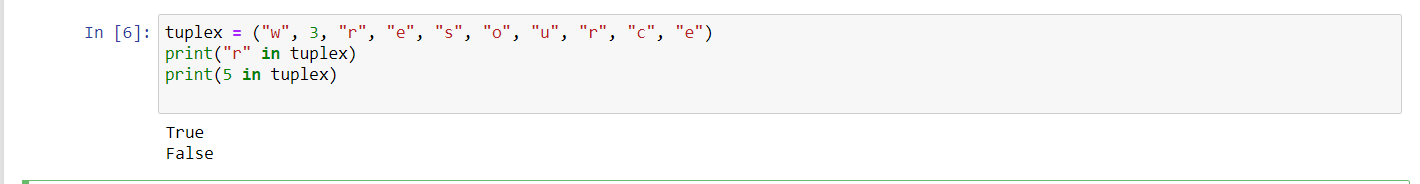 In [6]: tuplex = ("w", 3, "r", "e", "s", "o", "u", "r", "c", "e")
print("r" in tuplex)
print(5 in tuplex)
True
False